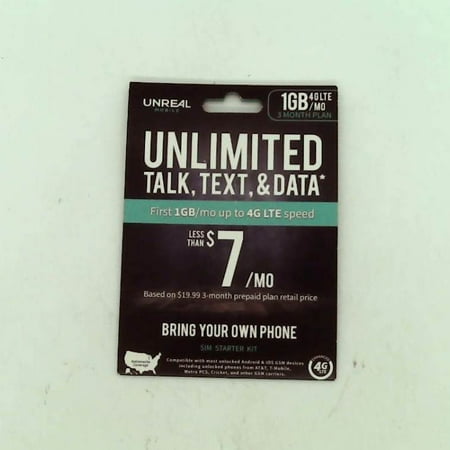 UNREAL
MOBILE
1GB 4G LTE /MO
3 MONTH PLAN
UNLIMITED
TALK, TEXT, & DATA*
First 1GB/mo up to 4G LTE speed
LESS THAN $7/MO
Based on $19.99 3-month prepaid plan retail price
BRING YOUR OWN PHONE
SIM STARTER KIT
Nationwide
Coverage
Compatible with most unlocked Android & iOS GSM devices
including unlocked phones from AT&T, T-Mobile,
Metro PCS, Cricket, and other GSM carriers.
4G
LTE